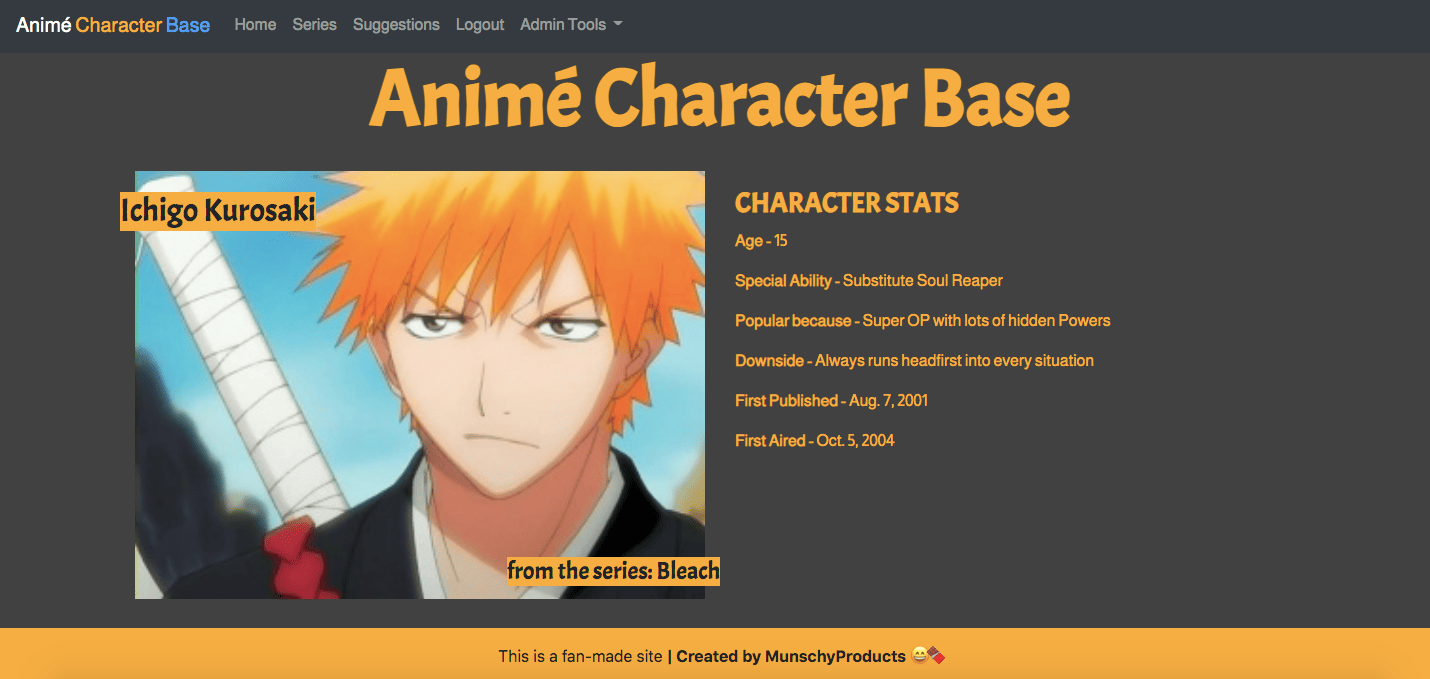 Animé Character Base Home Series Suggestions Logout Admin Tools
Animé Character Base
Ichigo Kurosaki
from the series: Bleach
CHARACTER STATS
Age - 15
Special Ability - Substitute Soul Reaper
Popular because - Super OP with lots of hidden Powers
Downside - Always runs headfirst into every situation
First Published - Aug. 7, 2001
First Aired - Oct. 5, 2004
This is a fan-made site | Created by MunschyProducts 😄🍫